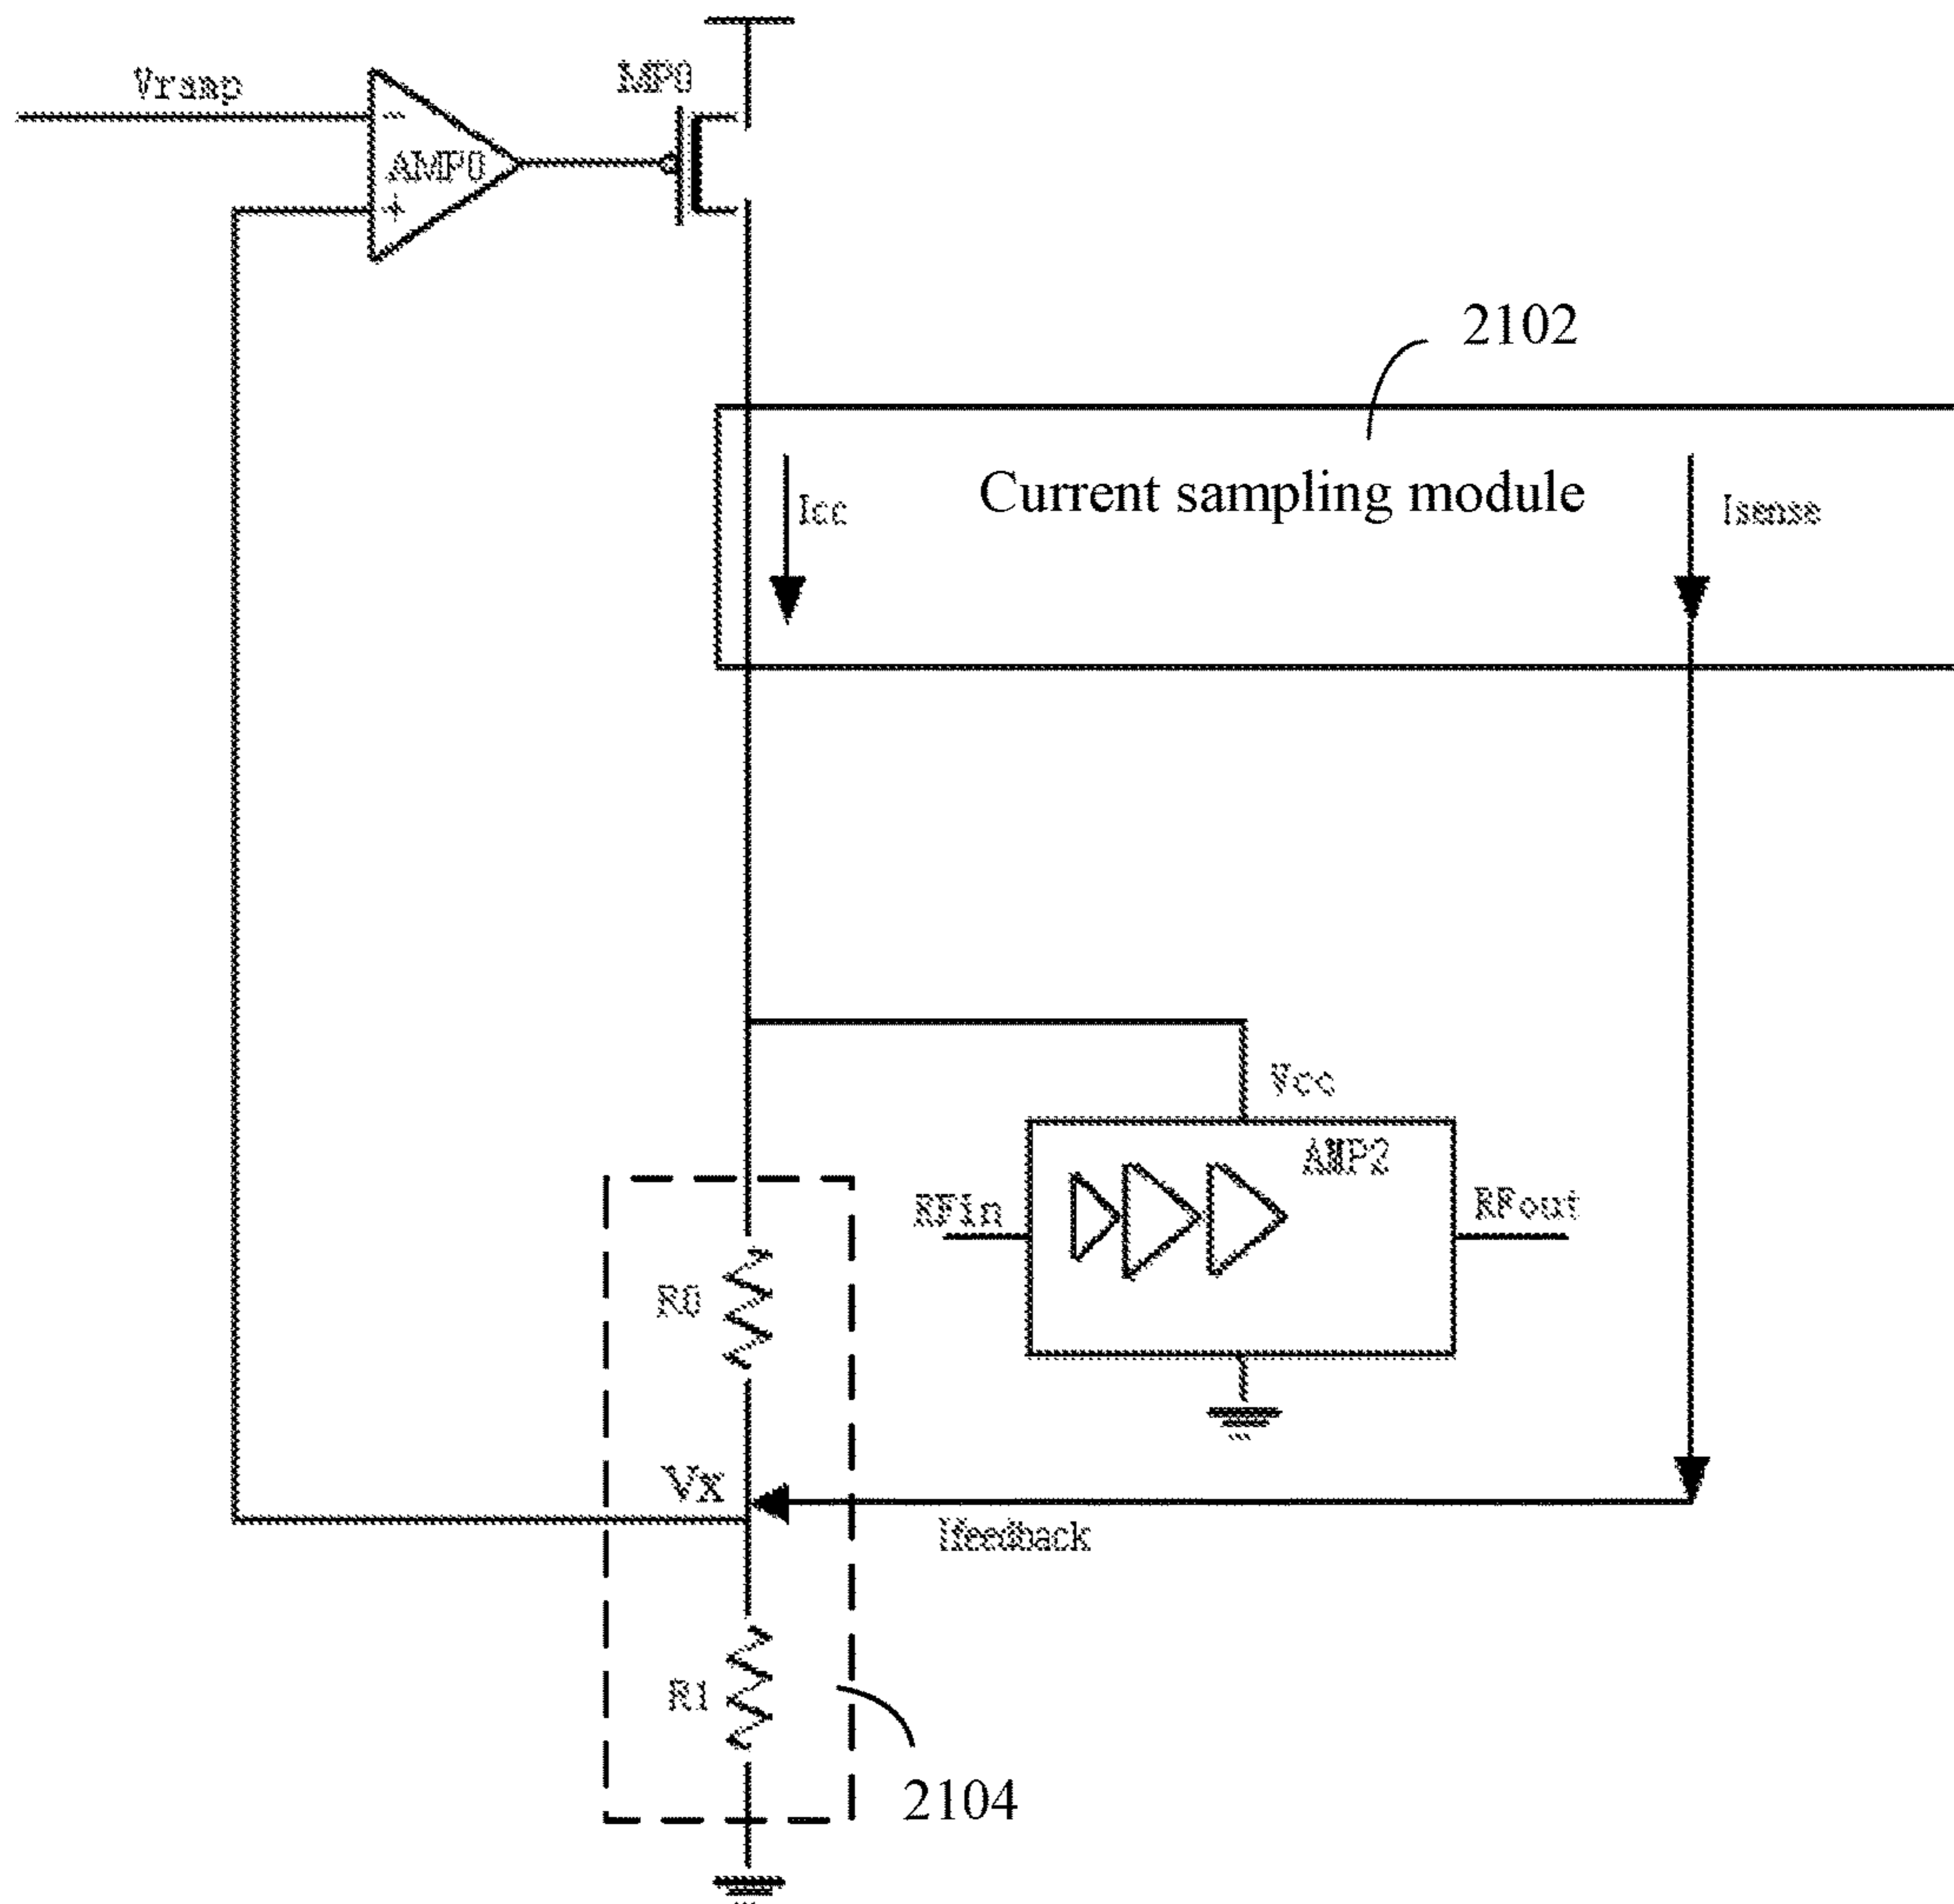 Vramp
MP0
-
AMP0
+
2102
Current sampling module
Icc
Isense
Vcc
AMP2
RFin
RFout
R0
Vx
Ifeedback
R1
2104